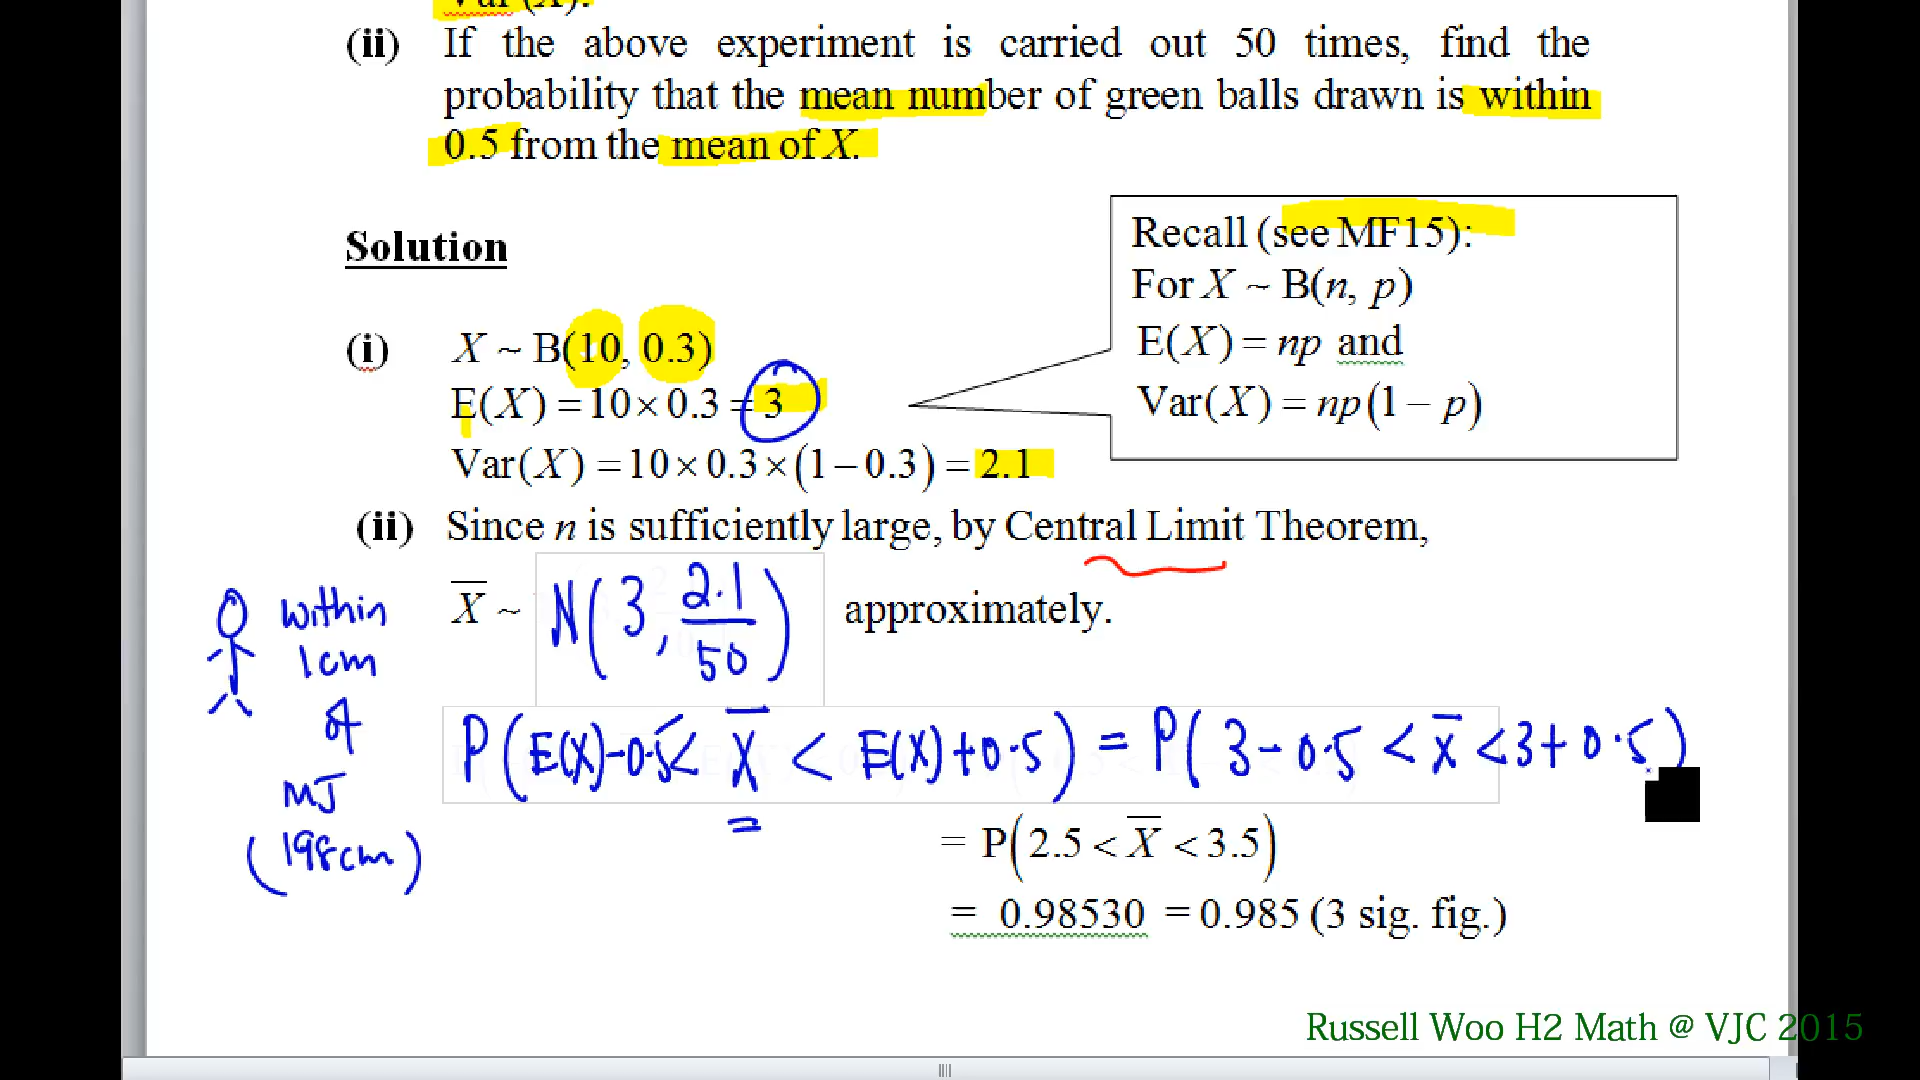 Var (X).
(ii) If the above experiment is carried out 50 times, find the
probability that the mean number of green balls drawn is within
0.5 from the mean of X.
Solution
Recall (see MF15):
For X ~ B(n, p)
E(X) = np and
Var(X) = np(1 − p)
(i) X ~ B(10, 0.3)
E(X) = 10 × 0.3 = 3
Var(X) = 10 × 0.3 × (1 − 0.3) = 2.1
(ii) Since n is sufficiently large, by Central Limit Theorem,
X̄ ~ N(3, 2.1/50) approximately.
within
1cm
of
MJ
(198cm)
P(E(X)-0.5 < X̄ < E(X)+0.5) = P(3-0.5 < X̄ < 3+0.5)
= P(2.5 < X̄ < 3.5)
= 0.98530 = 0.985 (3 sig. fig.)
Russell Woo H2 Math @ VJC 2015